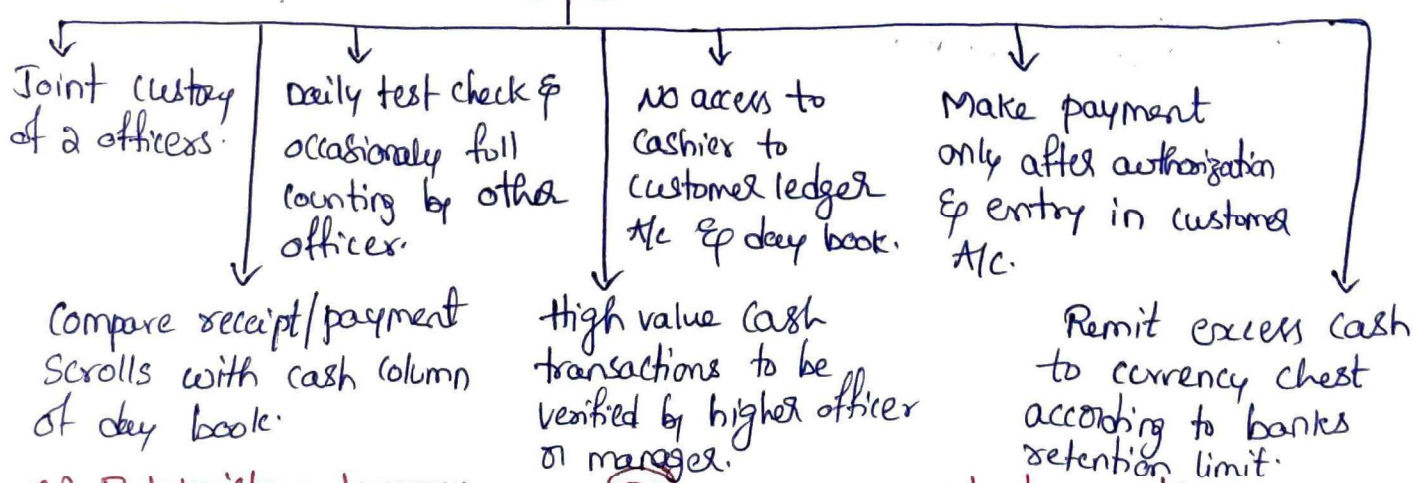 Joint custoy
of 2 officers.
Daily test check &
occasionaly full
counting by other
officer.
No access to
cashier to
customer ledger
A/c & day book.
Make payment
only after authorization
& entry in customer
A/C.
Compare receipt/payment
scrolls with cash column
of day book.
High value cash
transactions to be
verified by higher officer
or manager.
Remit excess cash
to currency chest
according to banks
retention limit.